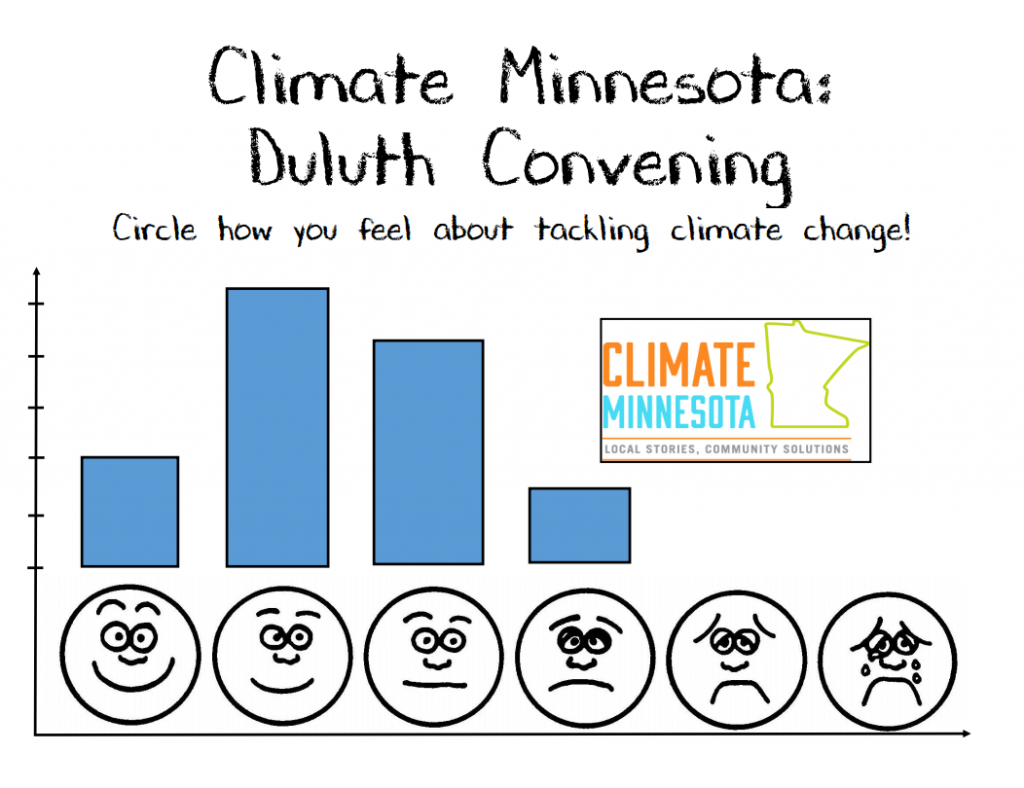 Climate Minnesota:
Duluth Convening
Circle how you feel about tackling climate change!
CLIMATE
MINNESOTA
LOCAL STORIES, COMMUNITY SOLUTIONS